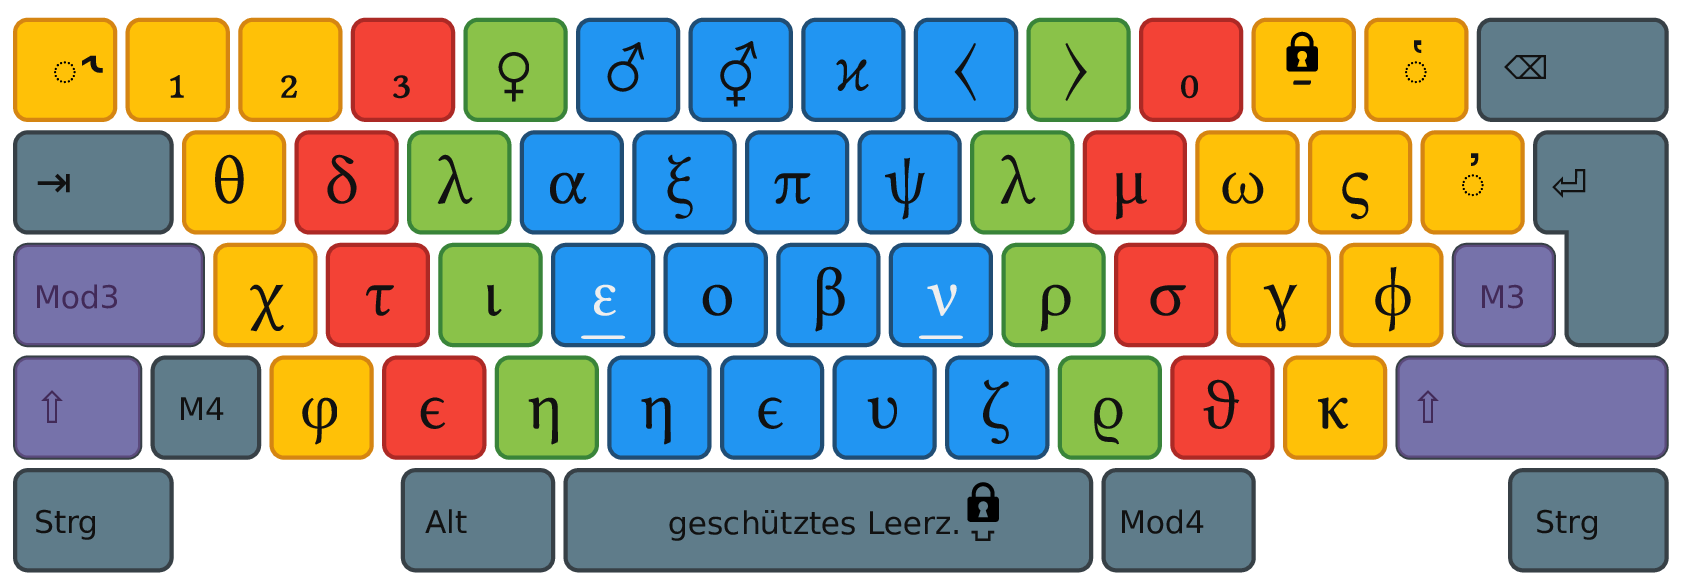 ₁ ₂ ₃ ♀ ♂ ⚥ ϰ 〈 〉 ₀ ⌫
⇥ θ δ λ α ξ π ψ λ μ ω ς ⏎
Mod3 χ τ ι ε ο β ν ρ σ γ ϕ M3
⇧ M4 φ ϵ η η ϵ υ ζ ϱ ϑ κ ⇧
Strg Alt geschütztes Leerz. Mod4 Strg